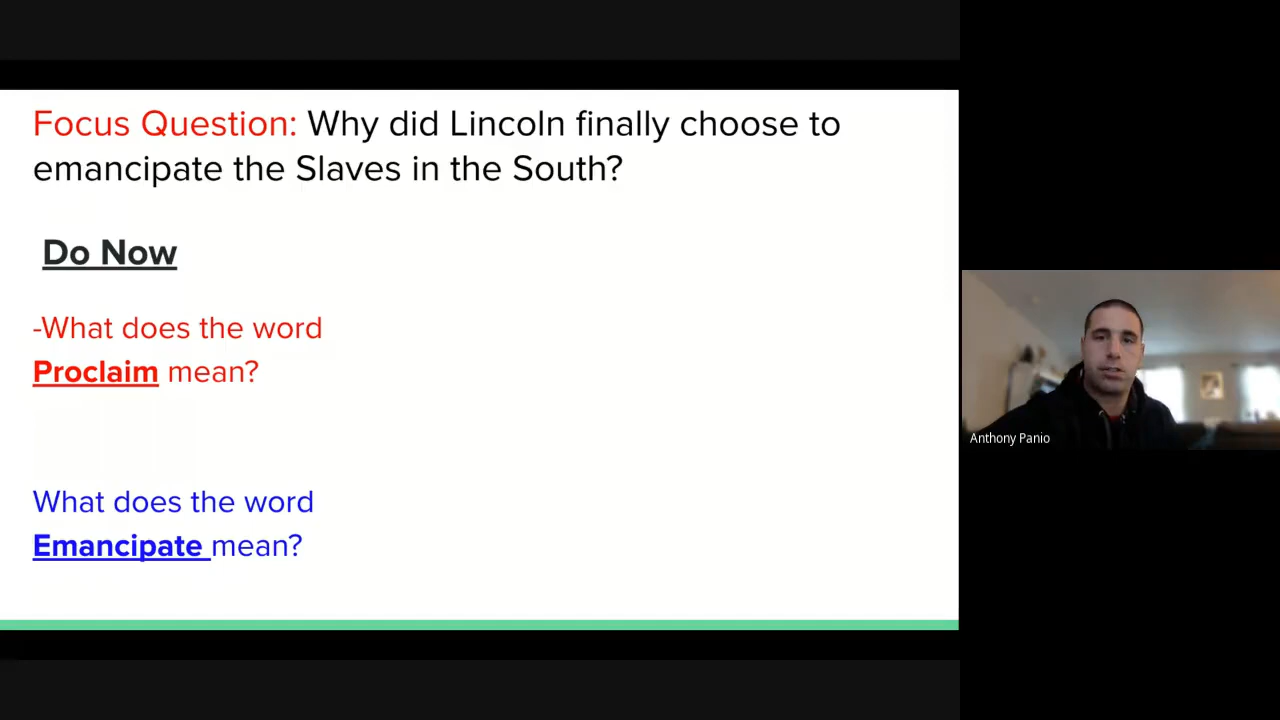 Focus Question: Why did Lincoln finally choose to
emancipate the Slaves in the South?
Do Now
-What does the word
Proclaim mean?
What does the word
Emancipate mean?
Anthony Panio